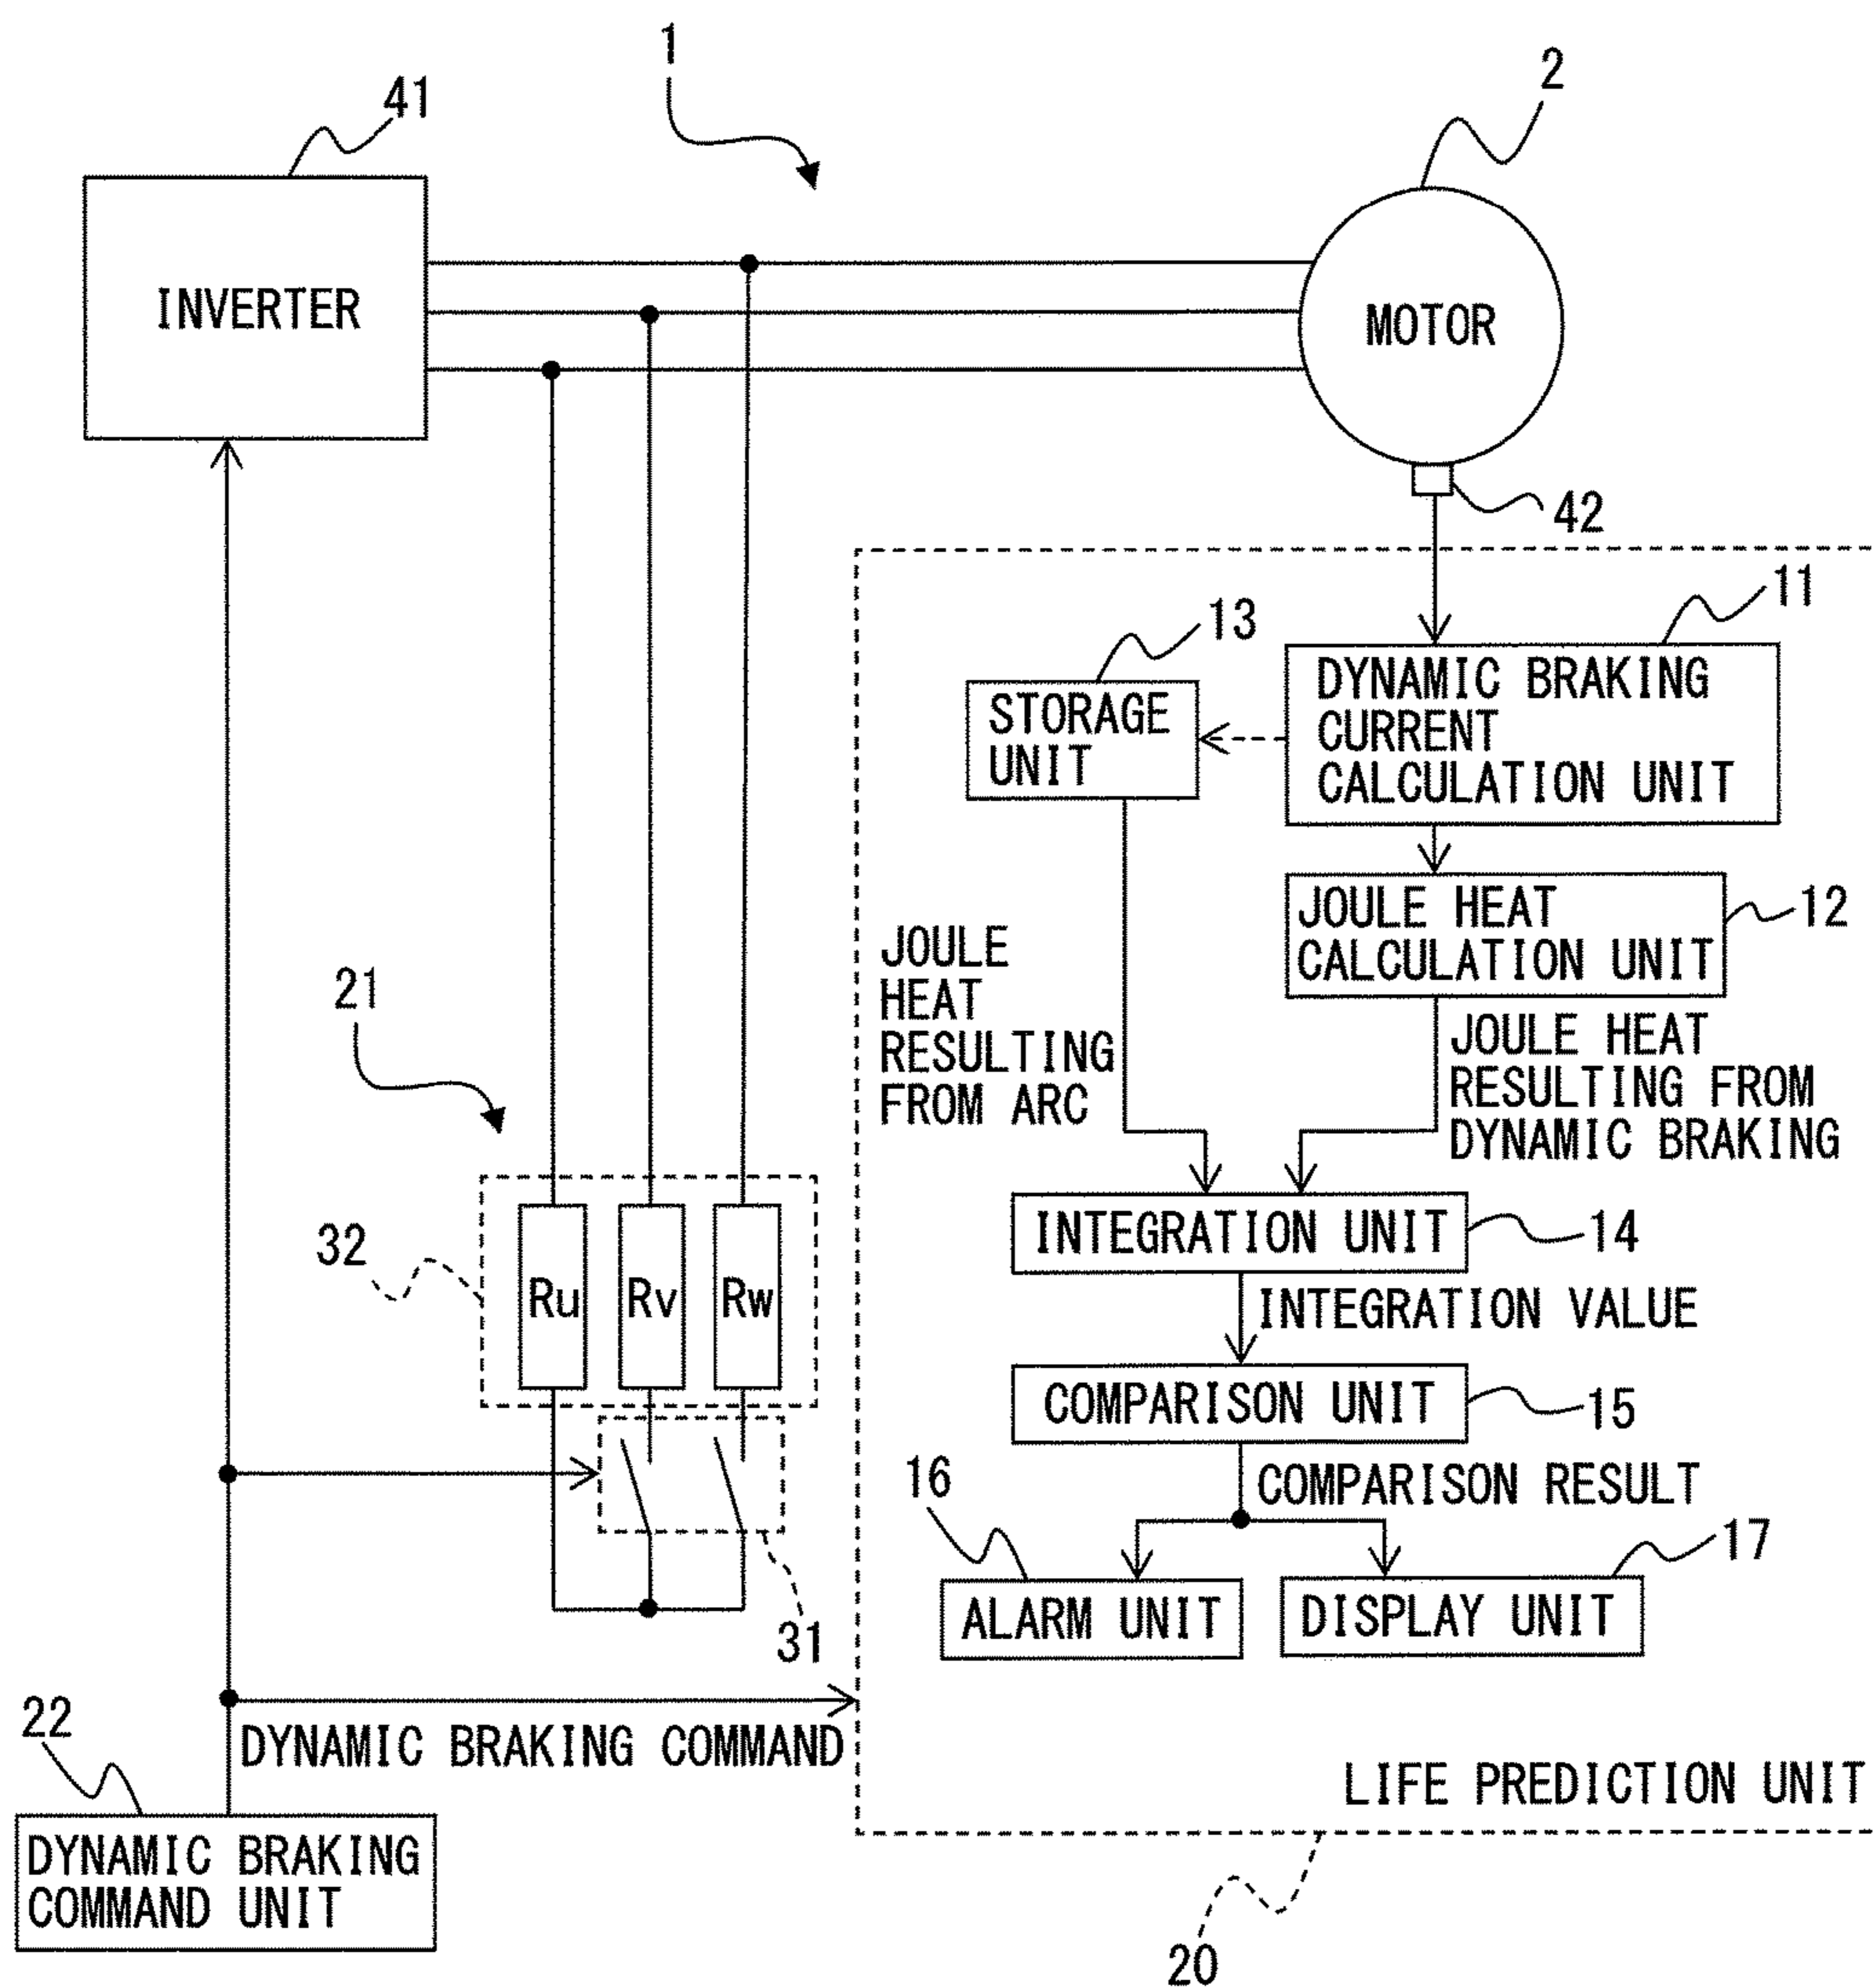 1
2
41
INVERTER
MOTOR
42
11
13
STORAGE
UNIT
DYNAMIC BRAKING
CURRENT
CALCULATION UNIT
JOULE HEAT
CALCULATION UNIT
12
JOULE
HEAT
RESULTING
FROM ARC
JOULE HEAT
RESULTING FROM
DYNAMIC BRAKING
21
32
Ru
Rv
Rw
INTEGRATION UNIT
14
INTEGRATION VALUE
COMPARISON UNIT
15
COMPARISON RESULT
16
17
ALARM UNIT
DISPLAY UNIT
31
22
DYNAMIC BRAKING COMMAND
LIFE PREDICTION UNIT
DYNAMIC BRAKING
COMMAND UNIT
20